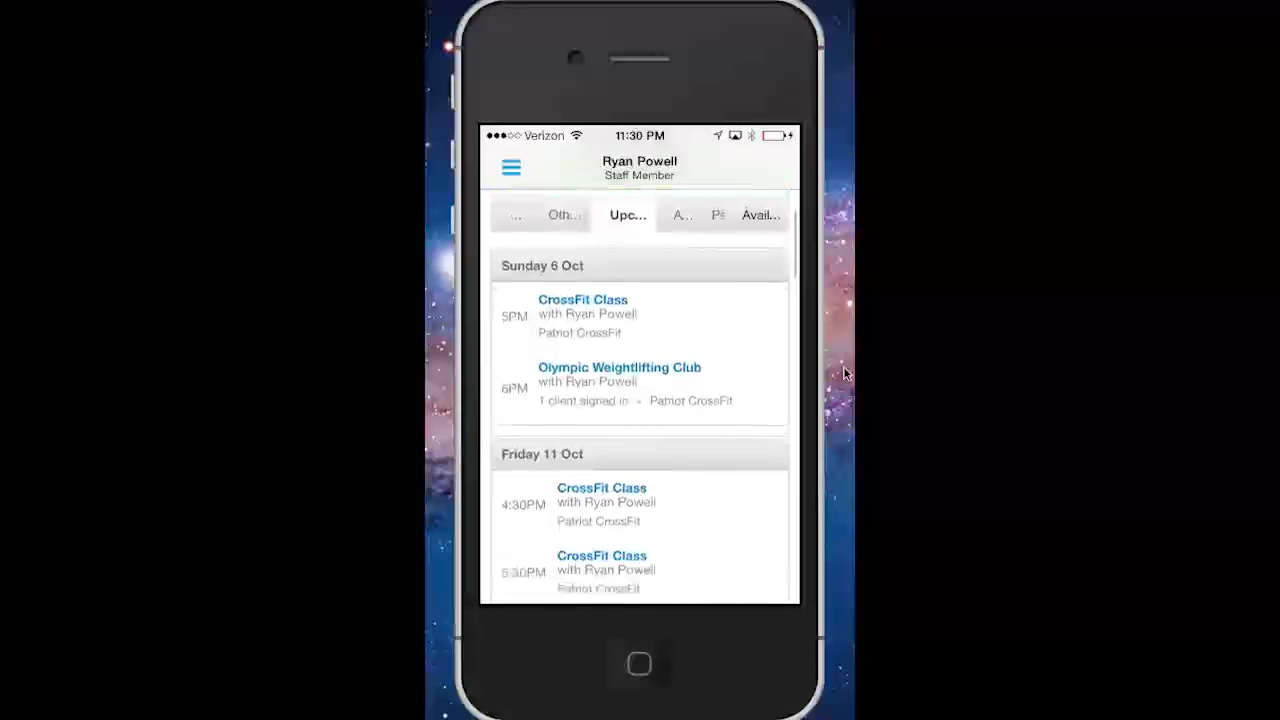 Verizon 11:30 PM
Ryan Powell
Staff Member
... Oth... Upc... A... Avail...
Sunday 6 Oct
CrossFit Class
5PM with Ryan Powell
Patriot CrossFit
Olympic Weightlifting Club
6PM with Ryan Powell
1 client signed in • Patriot CrossFit
Friday 11 Oct
CrossFit Class
4:30PM with Ryan Powell
Patriot CrossFit
CrossFit Class
5:30PM with Ryan Powell
Patriot CrossFit